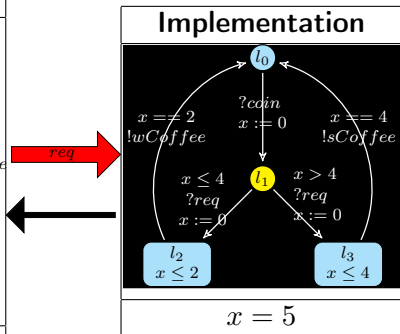 Implementation
l₀
?coin
x := 0
x == 2
!wCoffee
x == 4
!sCoffee
req
e
x ≤ 4
?req
x := 0
l₁
x > 4
?req
x := 0
l₂
x ≤ 2
l₃
x ≤ 4
x = 5